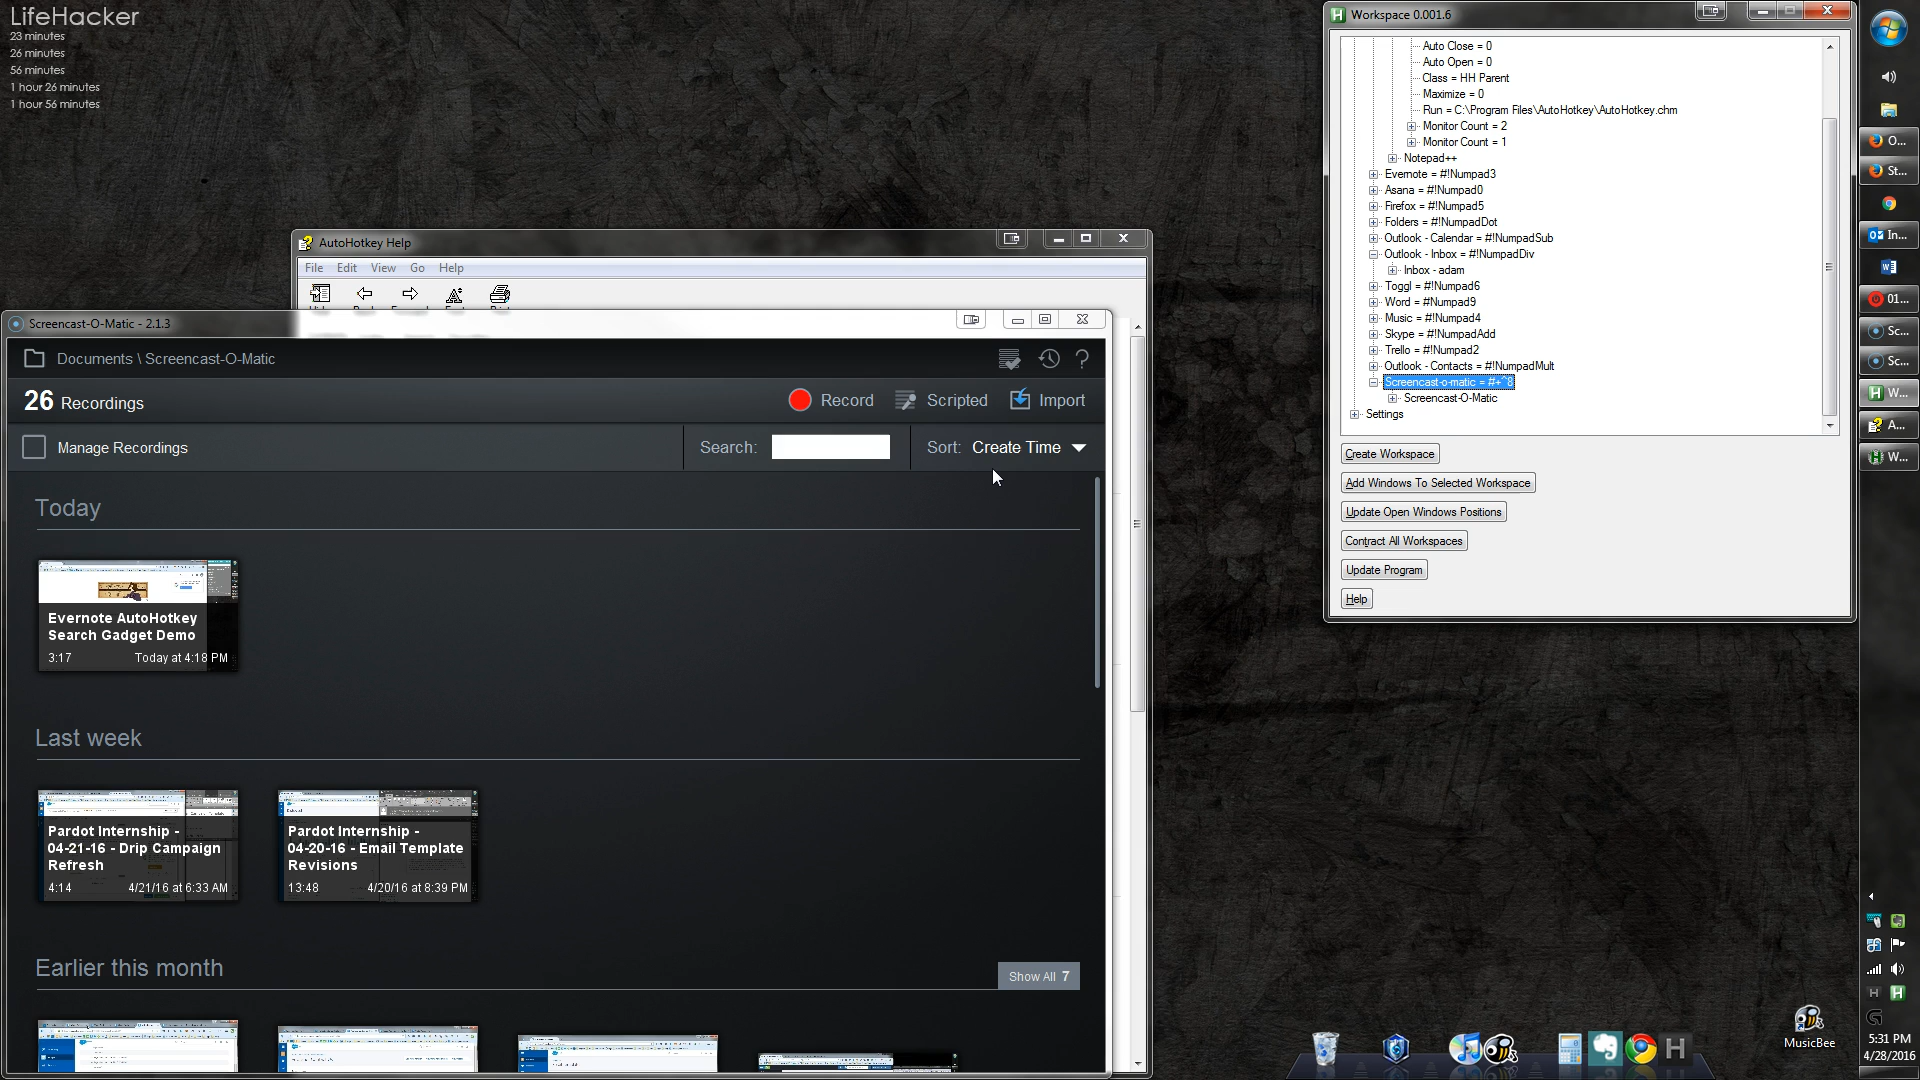 LifeHacker
23 minutes
26 minutes
56 minutes
1 hour 26 minutes
1 hour 56 minutes
AutoHotkey Help
File Edit View Go Help
Screencast-O-Matic - 2.1.3
Documents \ Screencast-O-Matic
26 Recordings
Record Scripted Import
Manage Recordings
Search: Sort: Create Time
Today
Evernote AutoHotkey
Search Gadget Demo
3:17 Today at 4:18 PM
Last week
Pardot Internship -
04-21-16 - Drip Campaign
Refresh
4:14 4/21/16 at 6:33 AM
Pardot Internship -
04-20-16 - Email Template
Revisions
13:48 4/20/16 at 8:39 PM
Earlier this month
Show All 7
Workspace 0.001.6
Auto Close = 0
Auto Open = 0
Class = HH Parent
Maximize = 0
Run = C:\Program Files\AutoHotkey\AutoHotkey.chm
Monitor Count = 2
Monitor Count = 1
Notepad++
Evernote = #!Numpad3
Asana = #!Numpad0
Firefox = #!Numpad5
Folders = #!NumpadDot
Outlook - Calendar = #!NumpadSub
Outlook - Inbox = #!NumpadDiv
Inbox - adam
Toggl = #!Numpad6
Word = #!Numpad9
Music = #!Numpad4
Skype = #!NumpadAdd
Trello = #!Numpad2
Outlook - Contacts = #!NumpadMult
Screencast-o-matic = #+^8
Screencast-O-Matic
Settings
Create Workspace
Add Windows To Selected Workspace
Update Open Windows Positions
Contract All Workspaces
Update Program
Help
O...
St...
In...
01...
Sc...
Sc...
W...
A...
W...
MusicBee
5:31 PM
4/28/2016